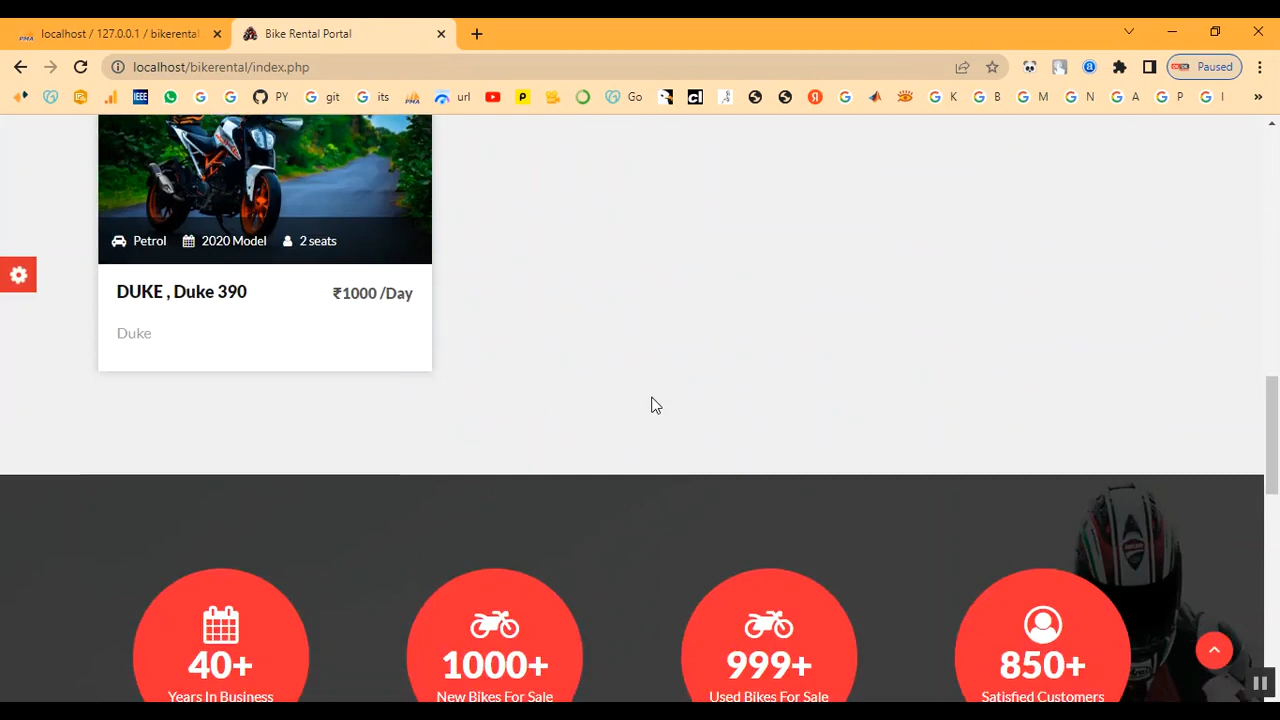 localhost / 127.0.0.1 / bikerental
Bike Rental Portal
localhost/bikerental/index.php
Paused
IEEE
PY
git
its
url
Go
K
B
M
N
A
P
I
»
Petrol 2020 Model 2 seats
DUKE , Duke 390 ₹1000 /Day
Duke
40+ 1000+ 999+ 850+
Years In Business New Bikes For Sale Used Bikes For Sale Satisfied Customers